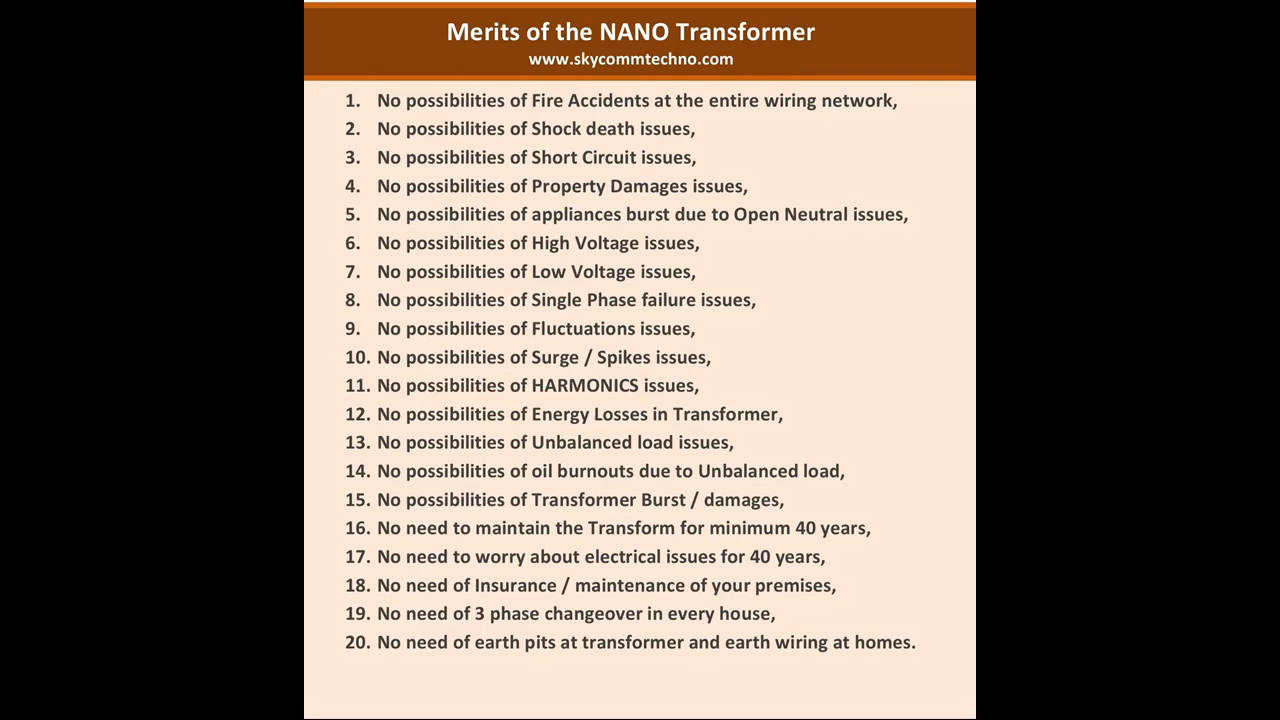 Merits of the NANO Transformer
www.skycommtechno.com
1. No possibilities of Fire Accidents at the entire wiring network,
2. No possibilities of Shock death issues,
3. No possibilities of Short Circuit issues,
4. No possibilities of Property Damages issues,
5. No possibilities of appliances burst due to Open Neutral issues,
6. No possibilities of High Voltage issues,
7. No possibilities of Low Voltage issues,
8. No possibilities of Single Phase failure issues,
9. No possibilities of Fluctuations issues,
10. No possibilities of Surge / Spikes issues,
11. No possibilities of HARMONICS issues,
12. No possibilities of Energy Losses in Transformer,
13. No possibilities of Unbalanced load issues,
14. No possibilities of oil burnouts due to Unbalanced load,
15. No possibilities of Transformer Burst / damages,
16. No need to maintain the Transform for minimum 40 years,
17. No need to worry about electrical issues for 40 years,
18. No need of Insurance / maintenance of your premises,
19. No need of 3 phase changeover in every house,
20. No need of earth pits at transformer and earth wiring at homes.